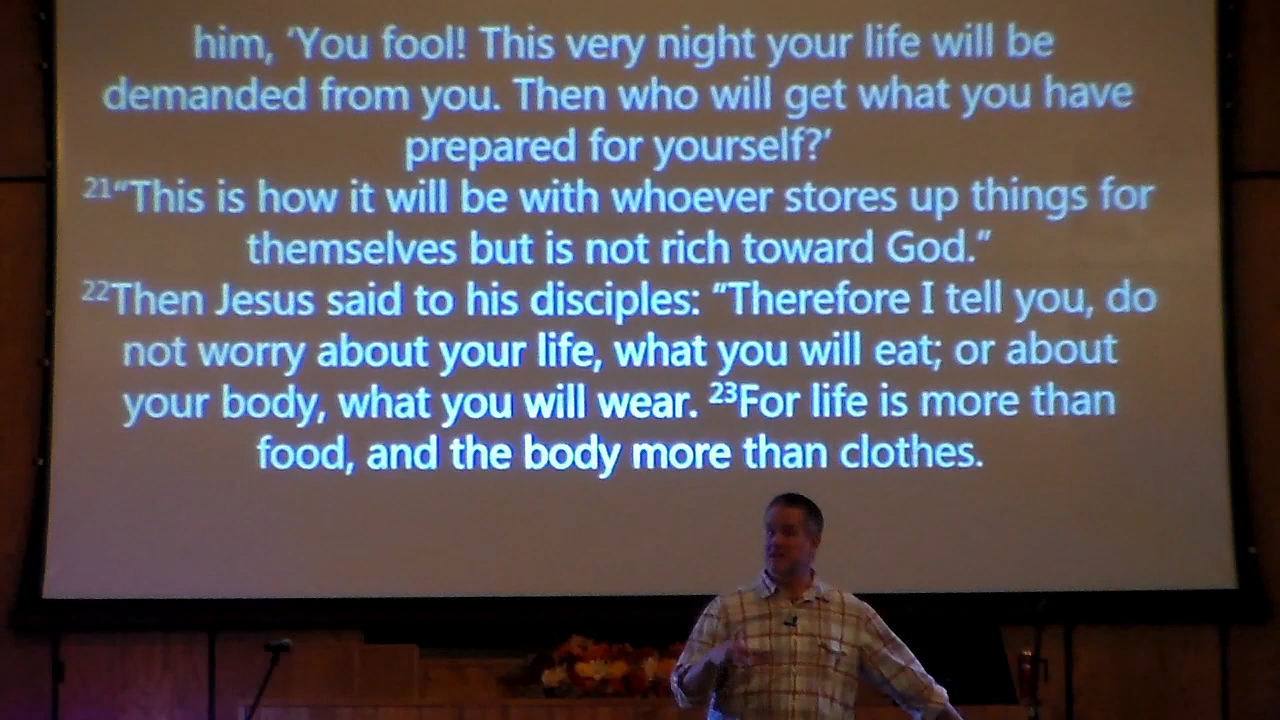 him, ‘You fool! This very night your life will be
demanded from you. Then who will get what you have
prepared for yourself?’
21“This is how it will be with whoever stores up things for
themselves but is not rich toward God.”
22Then Jesus said to his disciples: “Therefore I tell you, do
not worry about your life, what you will eat; or about
your body, what you will wear. 23For life is more than
food, and the body more than clothes.